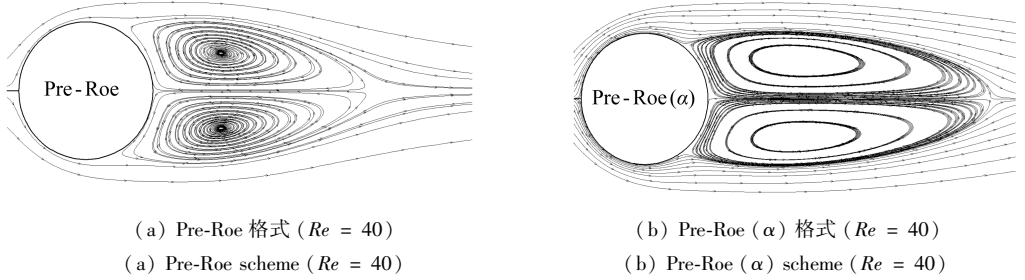 Pre-Roe
Pre-Roe(α)
(a) Pre-Roe 格式 (Re = 40)
(a) Pre-Roe scheme (Re = 40)
(b) Pre-Roe (α) 格式 (Re = 40)
(b) Pre-Roe (α) scheme (Re = 40)